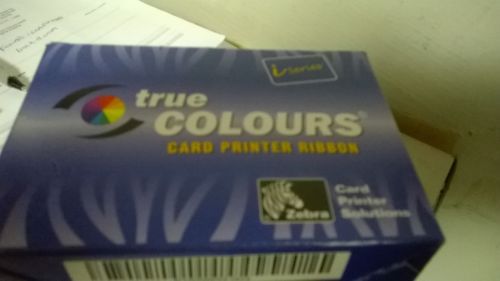 i series
true
COLOURS®
CARD PRINTER RIBBON
Zebra
Card
Printer
Solutions